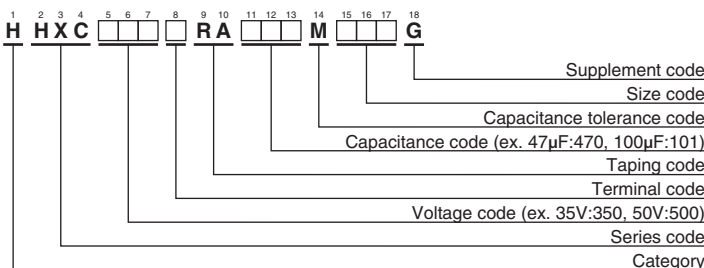 1 2 3 4 5 6 7 8 9 10 11 12 13 14 15 16 17 18
H HXC □□□ □ RA □□□ M □□□ G
Supplement code
Size code
Capacitance tolerance code
Capacitance code (ex. 47µF:470, 100µF:101)
Taping code
Terminal code
Voltage code (ex. 35V:350, 50V:500)
Series code
Category